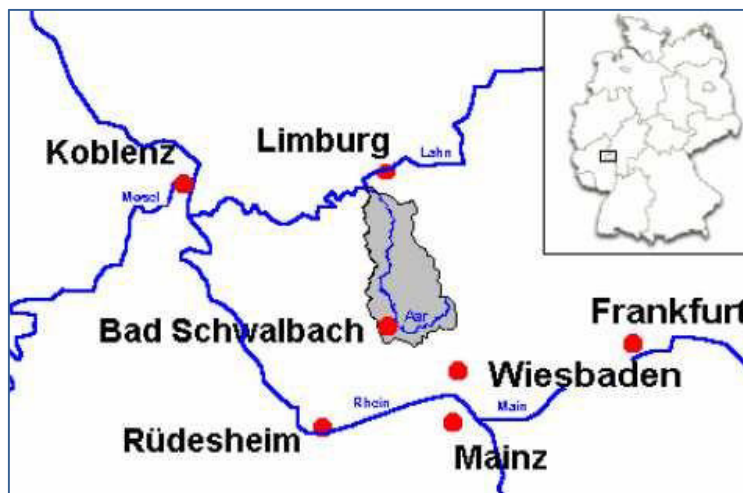 Koblenz
Limburg
Lahn
Mosel
Aar
Bad Schwalbach
Frankfurt
Wiesbaden
Rhein
Main
Rüdesheim
Mainz